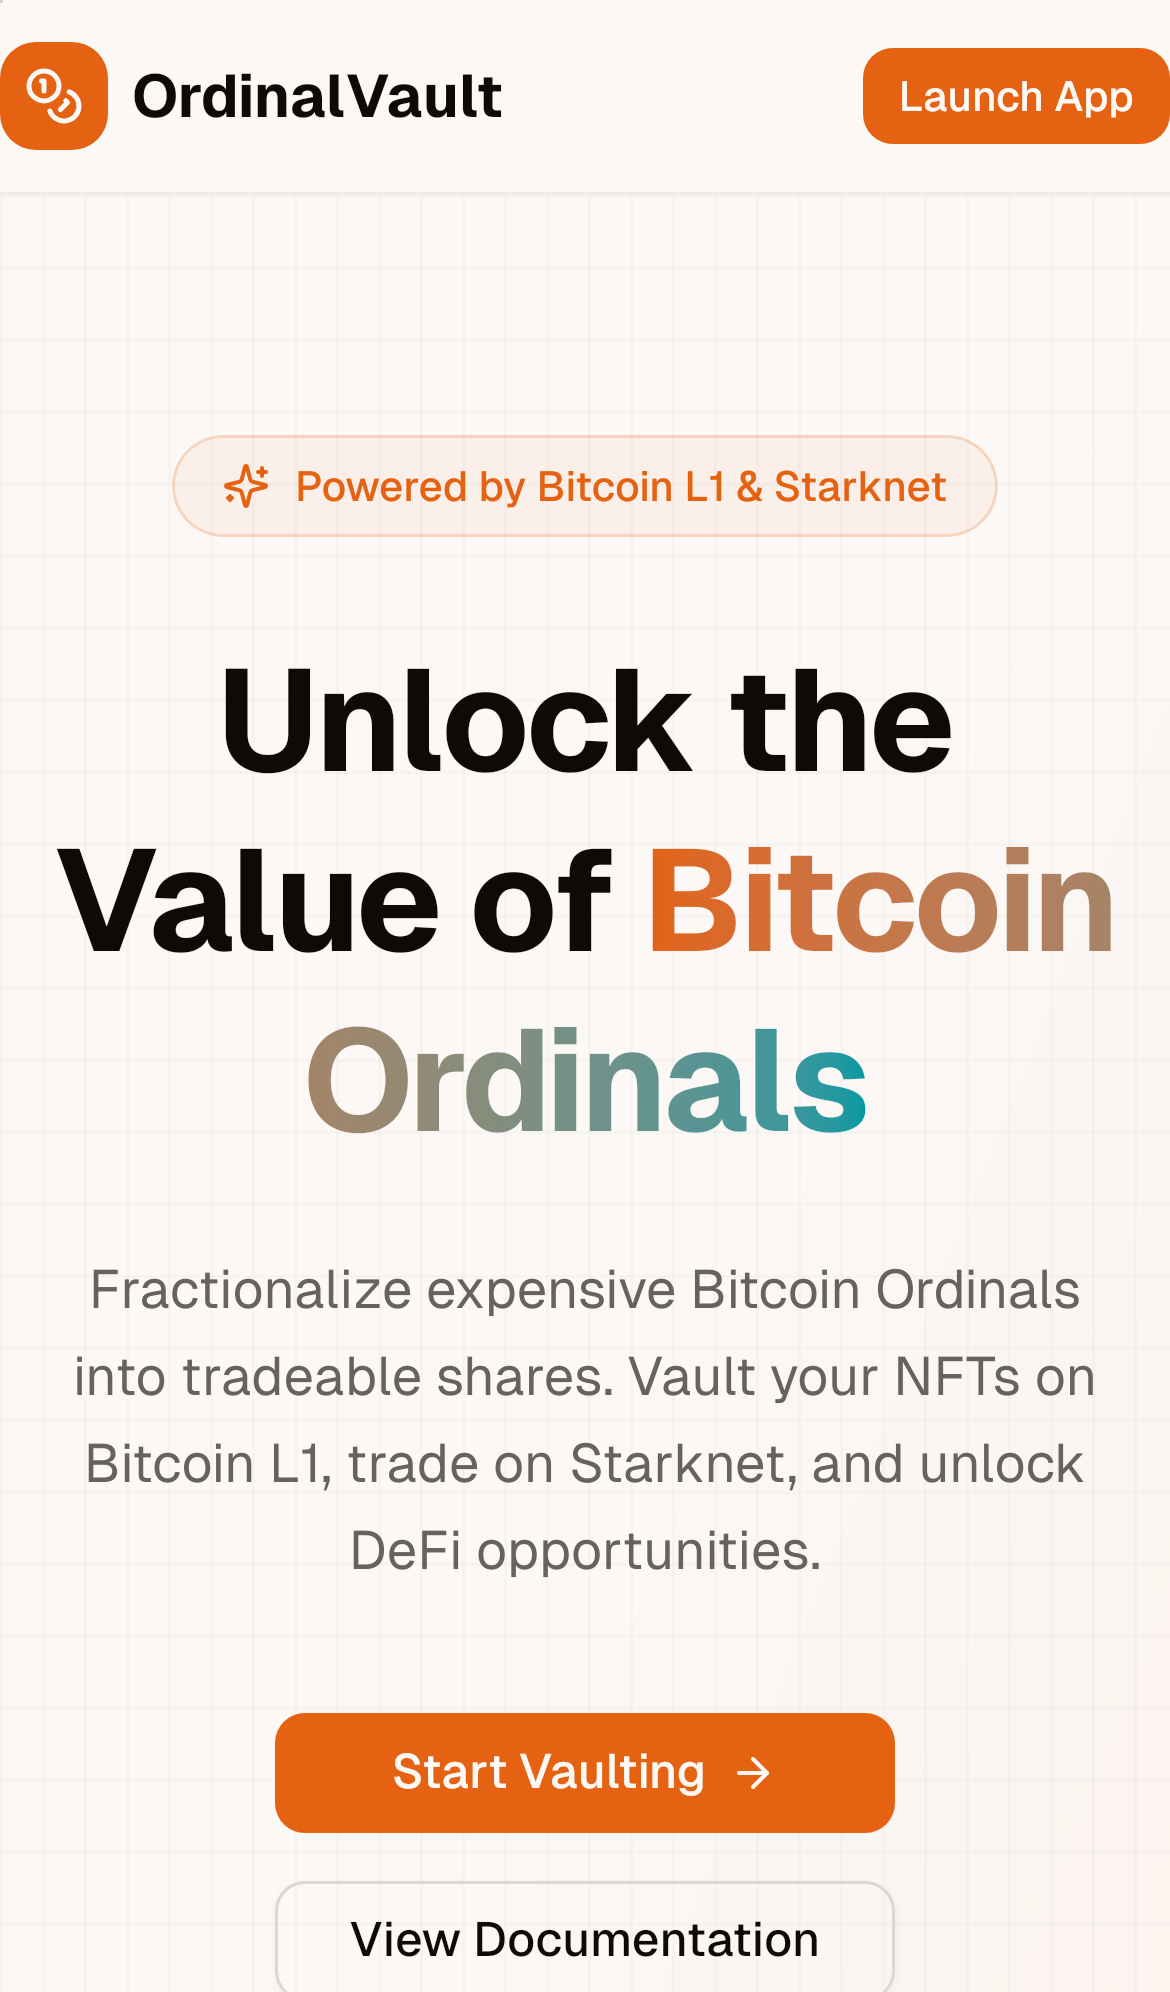 OrdinalVault
Launch App
Powered by Bitcoin L1 & Starknet
Unlock the
Value of Bitcoin
Ordinals
Fractionalize expensive Bitcoin Ordinals
into tradeable shares. Vault your NFTs on
Bitcoin L1, trade on Starknet, and unlock
DeFi opportunities.
Start Vaulting →
View Documentation